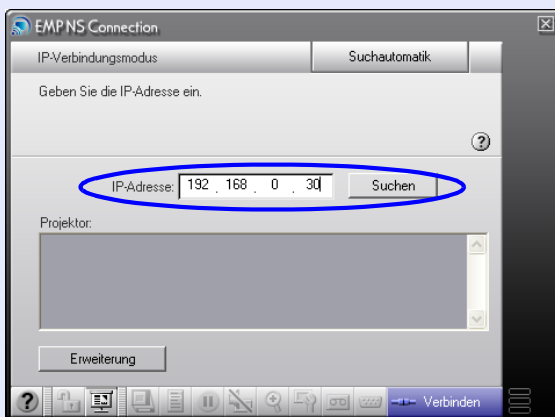 EMP NS Connection
IP-Verbindungsmodus Suchautomatik
Geben Sie die IP-Adresse ein.
IP-Adresse: 192 . 168 . 0 . 30 Suchen
Projektor:
Erweiterung
Verbinden